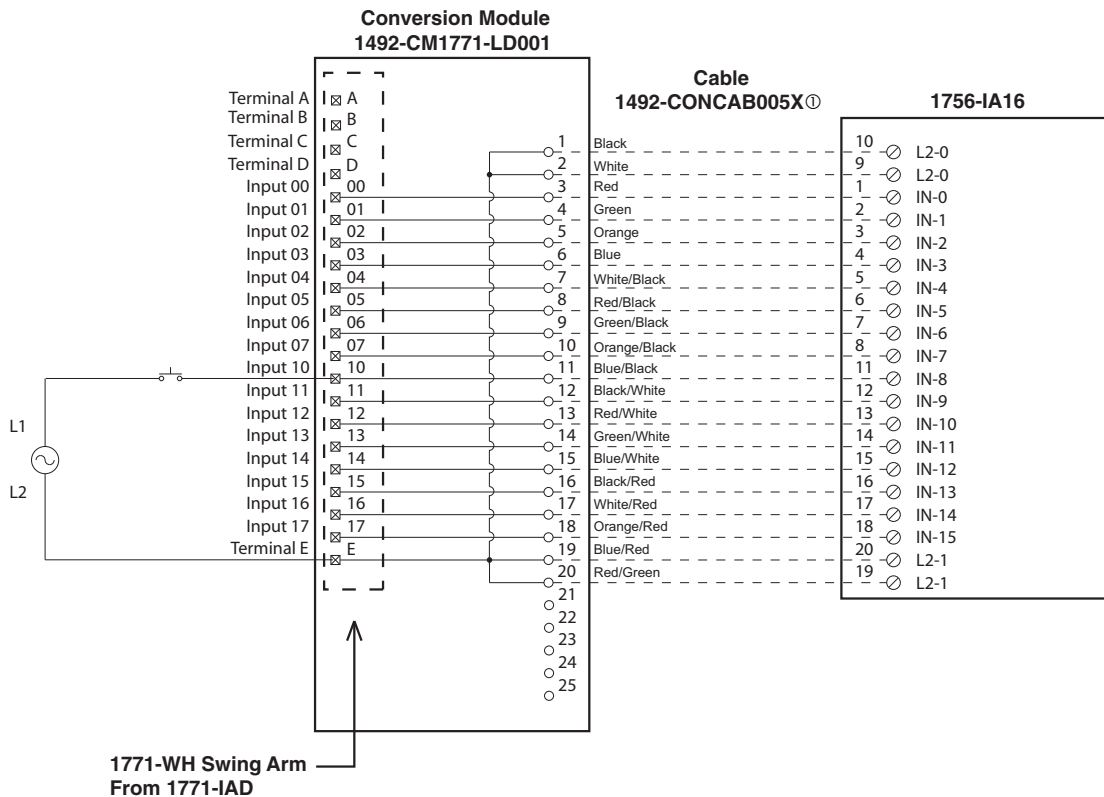 Conversion Module
1492-CM1771-LD001
Cable
1492-CONCAB005X①
1756-IA16
Terminal A
A
Terminal B
B
Terminal C
C
1
Black
10
L2-0
Terminal D
D
2
White
9
L2-0
Input 00
00
3
Red
1
IN-0
Input 01
01
4
Green
2
IN-1
Input 02
02
5
Orange
3
IN-2
Input 03
03
6
Blue
4
IN-3
Input 04
04
7
White/Black
5
IN-4
Input 05
05
8
Red/Black
6
IN-5
Input 06
06
9
Green/Black
7
IN-6
Input 07
07
10
Orange/Black
8
IN-7
Input 10
10
11
Blue/Black
11
IN-8
Input 11
11
12
Black/White
12
IN-9
Input 12
12
13
Red/White
13
IN-10
Input 13
13
14
Green/White
14
IN-11
Input 14
14
15
Blue/White
15
IN-12
Input 15
15
16
Black/Red
16
IN-13
Input 16
16
17
White/Red
17
IN-14
Input 17
17
18
Orange/Red
18
IN-15
Terminal E
E
19
Blue/Red
20
L2-1
20
Red/Green
19
L2-1
21
22
23
24
25
L1
L2
1771-WH Swing Arm
From 1771-IAD